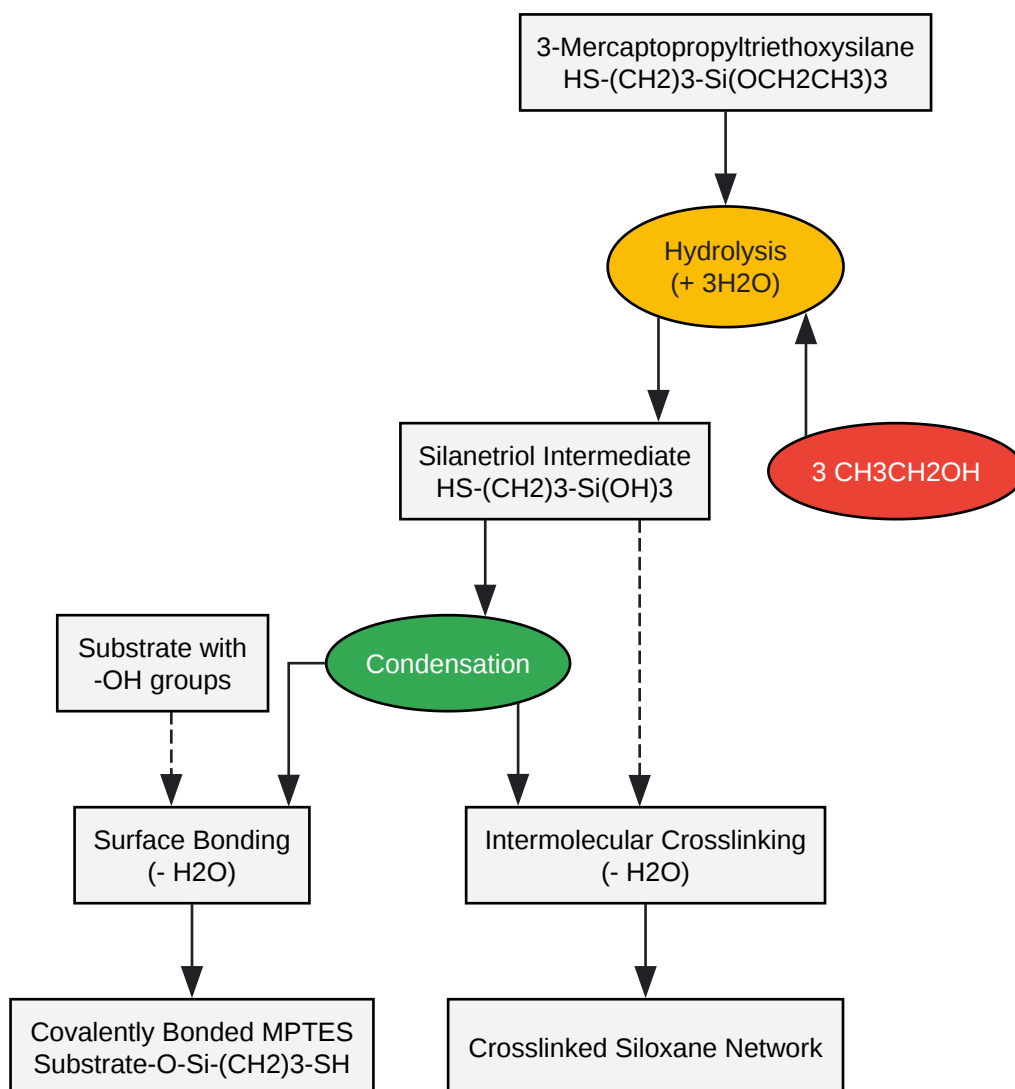 3-Mercaptopropyltriethoxysilane
HS-(CH2)3-Si(OCH2CH3)3
Hydrolysis
(+ 3H2O)
Silanetriol Intermediate
HS-(CH2)3-Si(OH)3
3 CH3CH2OH
Substrate with
-OH groups
Condensation
Surface Bonding
(- H2O)
Intermolecular Crosslinking
(- H2O)
Covalently Bonded MPTES
Substrate-O-Si-(CH2)3-SH
Crosslinked Siloxane Network